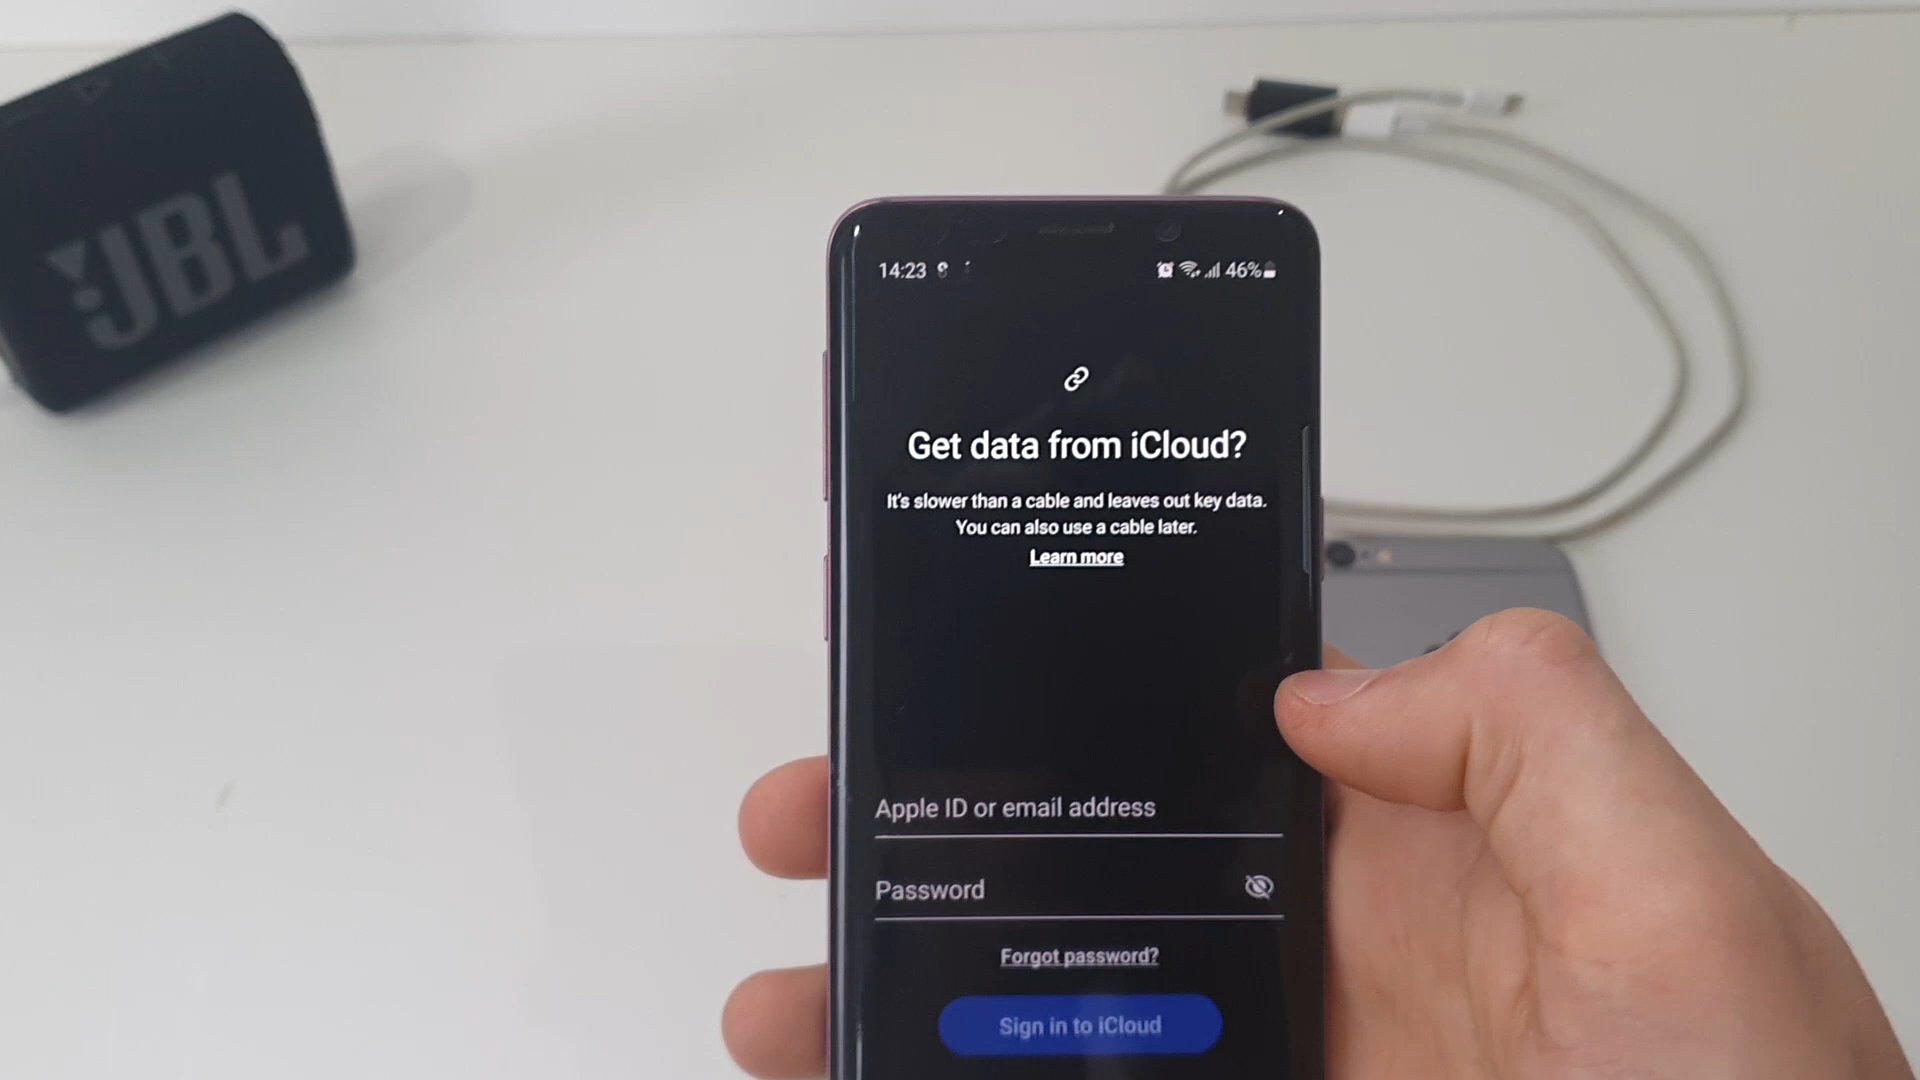 JBL
14:23
46%
Get data from iCloud?
It's slower than a cable and leaves out key data.
You can also use a cable later.
Learn more
Apple ID or email address
Password
Forgot password?
Sign in to iCloud